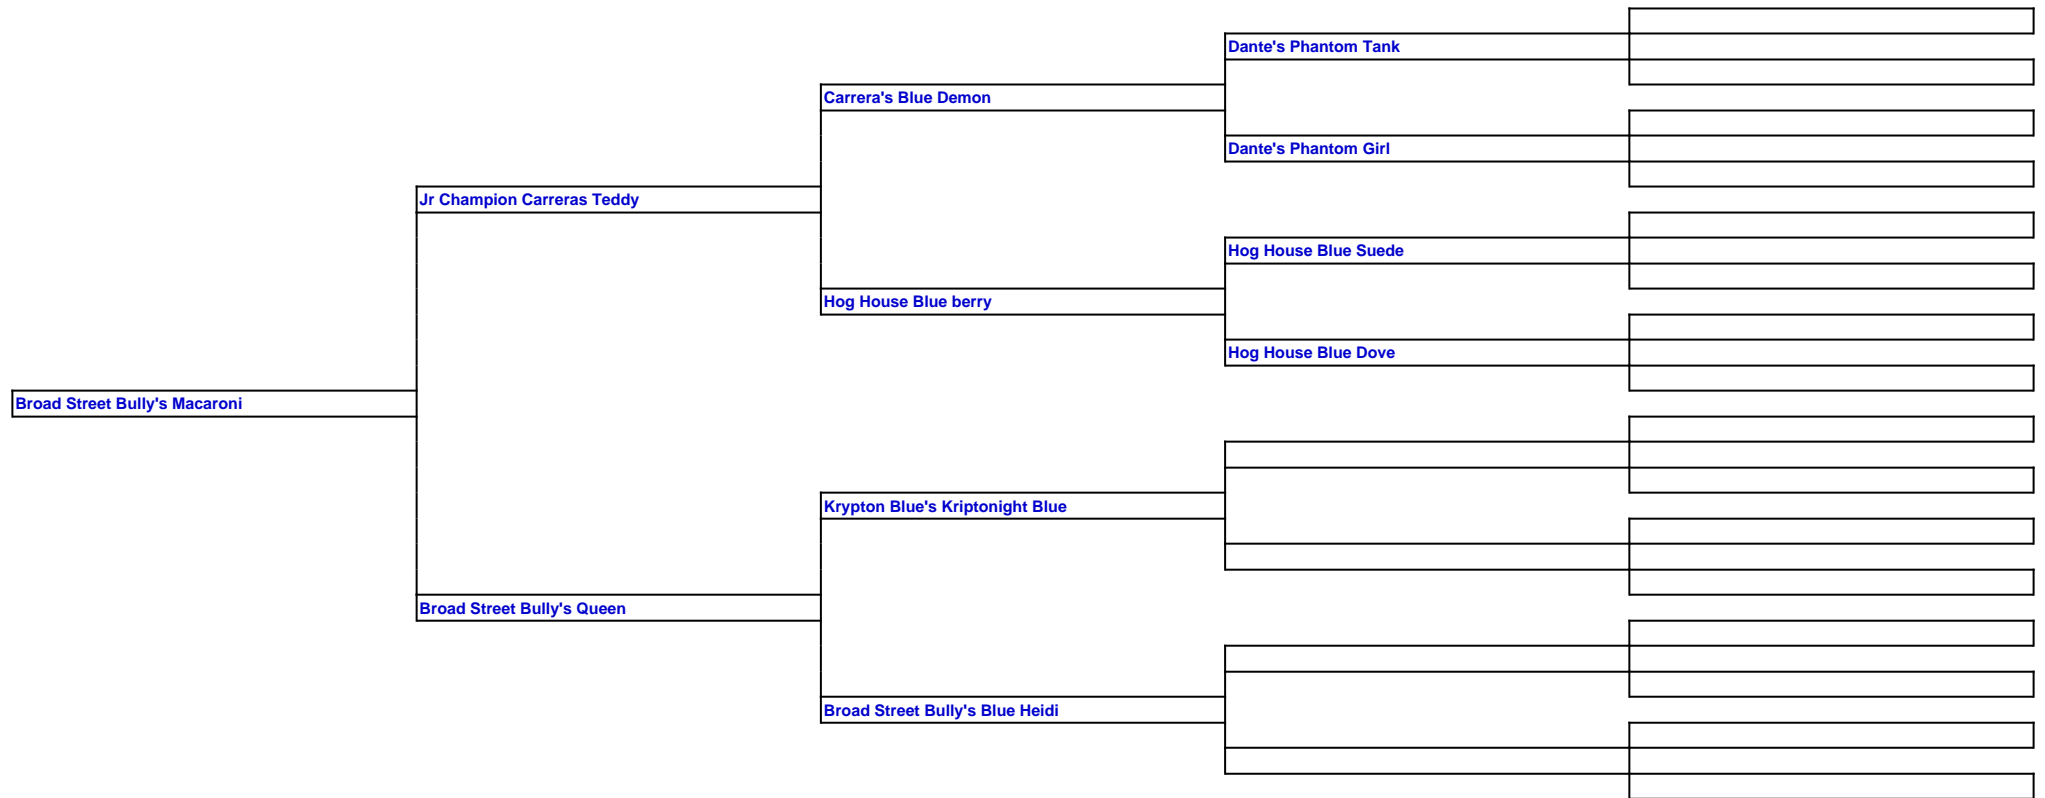 Dante's Phantom Tank
Carrera's Blue Demon
Dante's Phantom Girl
Jr Champion Carreras Teddy
Hog House Blue Suede
Hog House Blue berry
Hog House Blue Dove
Broad Street Bully's Macaroni
Krypton Blue's Kriptonight Blue
Broad Street Bully's Queen
Broad Street Bully's Blue Heidi